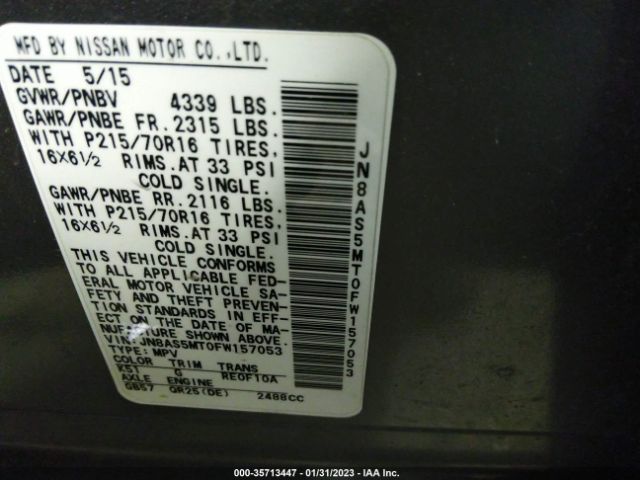 MFD BY NISSAN MOTOR CO.,LTD.
DATE 5/15
GVWR/PNBV 4339 LBS.
GAWR/PNBE FR. 2315 LBS.
WITH P215/70R16 TIRES,
16X6½ RIMS.AT 33 PSI
COLD SINGLE.
GAWR/PNBE RR. 2116 LBS.
WITH P215/70R16 TIRES,
16X6½ RIMS.AT 33 PSI
COLD SINGLE.
THIS VEHICLE CONFORMS
TO ALL APPLICABLE FED-
ERAL MOTOR VEHICLE SA-
FETY AND THEFT PREVEN-
TION STANDARDS IN EFF-
ECT ON THE DATE OF MA-
NUFACTURE SHOWN ABOVE.
VIN: JN8AS5MT0FW157053
TYPE: MPV
COLOR TRIM TRANS
K51 G RE0F10A
AXLE ENGINE
GB57 QR25(DE) 2488CC
JN8AS5MT0FW157053
000-35713447 - 01/31/2023 - IAA Inc.